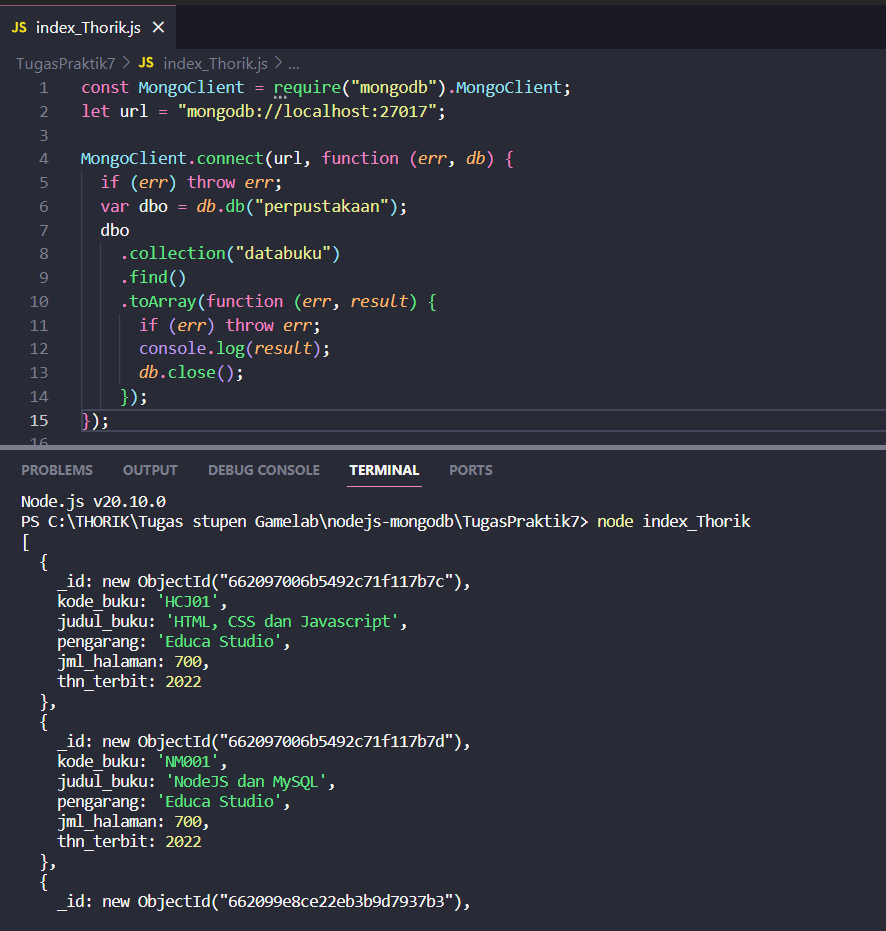 JS index_Thorik.js ×
TugasPraktik7 > JS index_Thorik.js > ...
1 const MongoClient = require("mongodb").MongoClient;
2 let url = "mongodb://localhost:27017";
3
4 MongoClient.connect(url, function (err, db) {
5 if (err) throw err;
6 var dbo = db.db("perpustakaan");
7 dbo
8 .collection("databuku")
9 .find()
10 .toArray(function (err, result) {
11 if (err) throw err;
12 console.log(result);
13 db.close();
14 });
15 });
16
PROBLEMS OUTPUT DEBUG CONSOLE TERMINAL PORTS
Node.js v20.10.0
PS C:\THORIK\Tugas stupen Gamelab\nodejs-mongodb\TugasPraktik7> node index_Thorik
[
{
_id: new ObjectId("662097006b5492c71f117b7c"),
kode_buku: 'HCJ01',
judul_buku: 'HTML, CSS dan Javascript',
pengarang: 'Educa Studio',
jml_halaman: 700,
thn_terbit: 2022
},
{
_id: new ObjectId("662097006b5492c71f117b7d"),
kode_buku: 'NM001',
judul_buku: 'NodeJS dan MySQL',
pengarang: 'Educa Studio',
jml_halaman: 700,
thn_terbit: 2022
},
{
_id: new ObjectId("662099e8ce22eb3b9d7937b3"),